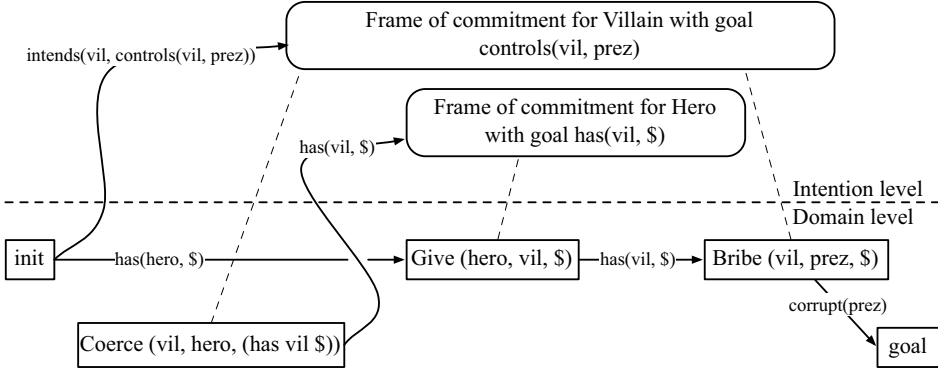 Frame of commitment for Villain with goal
controls(vil, prez)
intends(vil, controls(vil, prez))
Frame of commitment for Hero
with goal has(vil, $)
has(vil, $)
Intention level
Domain level
init
has(hero, $)
Give (hero, vil, $)
has(vil, $)
Bribe (vil, prez, $)
corrupt(prez)
Coerce (vil, hero, (has vil $))
goal